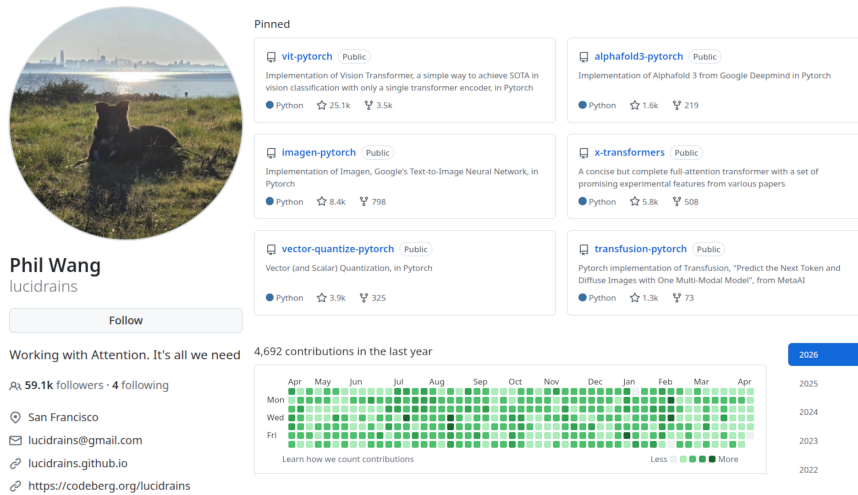 Phil Wang
lucidrains
Follow
Working with Attention. It's all we need
59.1k followers · 4 following
San Francisco
lucidrains@gmail.com
lucidrains.github.io
https://codeberg.org/lucidrains
Pinned
vit-pytorch Public
Implementation of Vision Transformer, a simple way to achieve SOTA in
vision classification with only a single transformer encoder, in Pytorch
Python 25.1k 3.5k
alphafold3-pytorch Public
Implementation of Alphafold 3 from Google Deepmind in Pytorch
Python 1.6k 219
imagen-pytorch Public
Implementation of Imagen, Google's Text-to-Image Neural Network, in
Pytorch
Python 8.4k 798
x-transformers Public
A concise but complete full-attention transformer with a set of
promising experimental features from various papers
Python 5.8k 508
vector-quantize-pytorch Public
Vector (and Scalar) Quantization, in Pytorch
Python 3.9k 325
transfusion-pytorch Public
Pytorch implementation of Transfusion, "Predict the Next Token and
Diffuse Images with One Multi-Modal Model", from MetaAI
Python 1.3k 73
4,692 contributions in the last year
Apr May Jun Jul Aug Sep Oct Nov Dec Jan Feb Mar Apr
Mon
Wed
Fri
Learn how we count contributions
Less More
2026
2025
2024
2023
2022